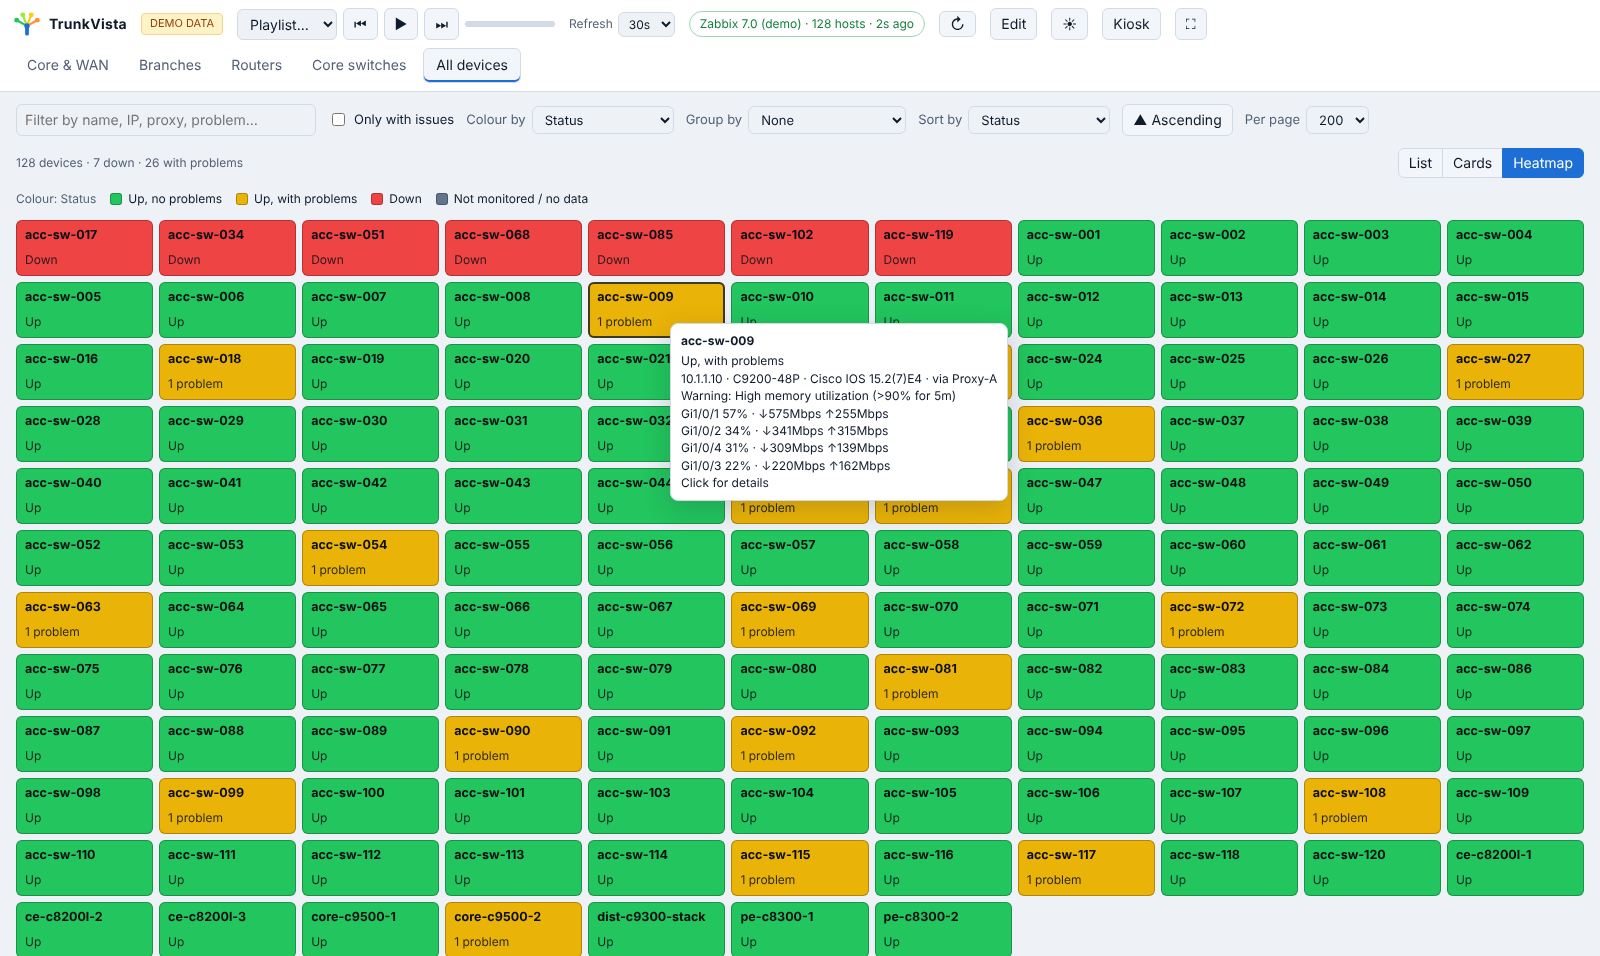 TrunkVista DEMO DATA Playlist... Refresh 30s Zabbix 7.0 (demo) · 128 hosts · 2s ago Edit Kiosk
Core & WAN Branches Routers Core switches All devices
Filter by name, IP, proxy, problem... Only with issues Colour by Status Group by None Sort by Status ▲ Ascending Per page 200
128 devices · 7 down · 26 with problems List Cards Heatmap
Colour: Status Up, no problems Up, with problems Down Not monitored / no data
acc-sw-017 acc-sw-034 acc-sw-051 acc-sw-068 acc-sw-085 acc-sw-102 acc-sw-119 acc-sw-001 acc-sw-002 acc-sw-003 acc-sw-004
Down Down Down Down Down Down Down Up Up Up Up
acc-sw-005 acc-sw-006 acc-sw-007 acc-sw-008 acc-sw-009 acc-sw-010 acc-sw-011 acc-sw-012 acc-sw-013 acc-sw-014 acc-sw-015
Up Up Up Up 1 problem Up Up Up Up Up Up
acc-sw-009
Up, with problems
10.1.1.10 · C9200-48P · Cisco IOS 15.2(7)E4 · via Proxy-A
Warning: High memory utilization (>90% for 5m)
Gi1/0/1 57% · ↓575Mbps ↑255Mbps
Gi1/0/2 34% · ↓341Mbps ↑315Mbps
Gi1/0/4 31% · ↓309Mbps ↑139Mbps
Gi1/0/3 22% · ↓220Mbps ↑162Mbps
Click for details
acc-sw-016 acc-sw-018 acc-sw-019 acc-sw-020 acc-sw-021 acc-sw-024 acc-sw-025 acc-sw-026 acc-sw-027
Up 1 problem Up Up Up Up Up Up 1 problem
acc-sw-028 acc-sw-029 acc-sw-030 acc-sw-031 acc-sw-032 acc-sw-036 acc-sw-037 acc-sw-038 acc-sw-039
Up Up Up Up Up 1 problem Up Up Up
acc-sw-040 acc-sw-041 acc-sw-042 acc-sw-043 acc-sw-044 acc-sw-047 acc-sw-048 acc-sw-049 acc-sw-050
Up Up Up Up Up 1 problem 1 problem Up Up Up Up
acc-sw-052 acc-sw-053 acc-sw-054 acc-sw-055 acc-sw-056 acc-sw-057 acc-sw-058 acc-sw-059 acc-sw-060 acc-sw-061 acc-sw-062
Up Up 1 problem Up Up Up Up Up Up Up Up
acc-sw-063 acc-sw-064 acc-sw-065 acc-sw-066 acc-sw-067 acc-sw-069 acc-sw-070 acc-sw-071 acc-sw-072 acc-sw-073 acc-sw-074
1 problem Up Up Up Up 1 problem Up Up 1 problem Up Up
acc-sw-075 acc-sw-076 acc-sw-077 acc-sw-078 acc-sw-079 acc-sw-080 acc-sw-081 acc-sw-082 acc-sw-083 acc-sw-084 acc-sw-086
Up Up Up Up Up Up 1 problem Up Up Up Up
acc-sw-087 acc-sw-088 acc-sw-089 acc-sw-090 acc-sw-091 acc-sw-092 acc-sw-093 acc-sw-094 acc-sw-095 acc-sw-096 acc-sw-097
Up Up Up 1 problem Up 1 problem Up Up Up Up Up
acc-sw-098 acc-sw-099 acc-sw-100 acc-sw-101 acc-sw-103 acc-sw-104 acc-sw-105 acc-sw-106 acc-sw-107 acc-sw-108 acc-sw-109
Up 1 problem Up Up Up Up Up Up Up 1 problem Up
acc-sw-110 acc-sw-111 acc-sw-112 acc-sw-113 acc-sw-114 acc-sw-115 acc-sw-116 acc-sw-117 acc-sw-118 acc-sw-120 ce-c8200l-1
Up Up Up Up Up 1 problem Up 1 problem Up Up Up
ce-c8200l-2 ce-c8200l-3 core-c9500-1 core-c9500-2 dist-c9300-stack pe-c8300-1 pe-c8300-2
Up Up Up 1 problem Up Up Up